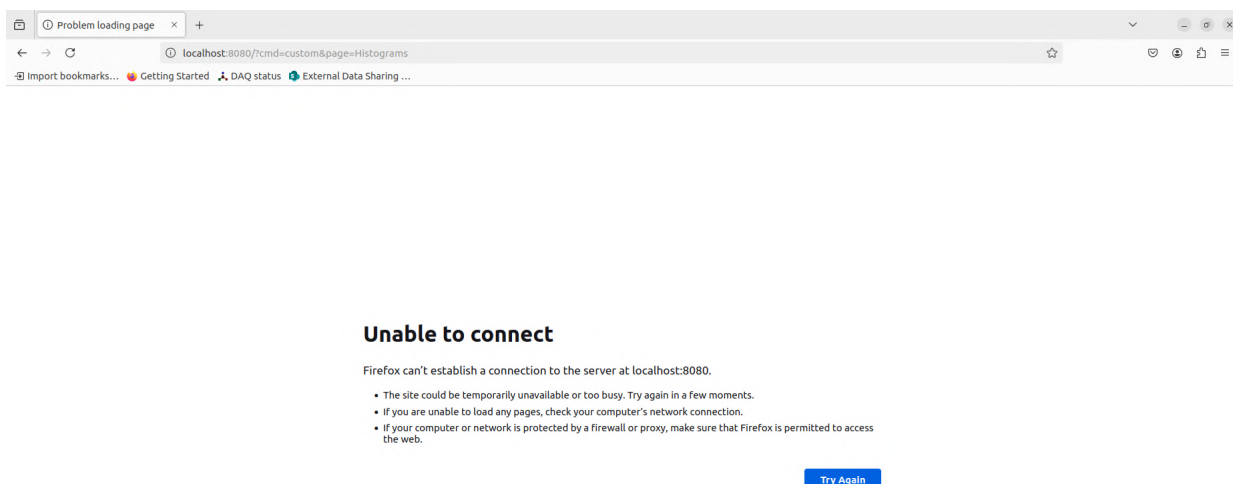 Problem loading page
localhost:8080/?cmd=custom&page=Histograms
Import bookmarks... Getting Started DAQ status External Data Sharing ...
Unable to connect
Firefox can’t establish a connection to the server at localhost:8080.
• The site could be temporarily unavailable or too busy. Try again in a few moments.
• If you are unable to load any pages, check your computer’s network connection.
• If your computer or network is protected by a firewall or proxy, make sure that Firefox is permitted to access
the web.
Try Again